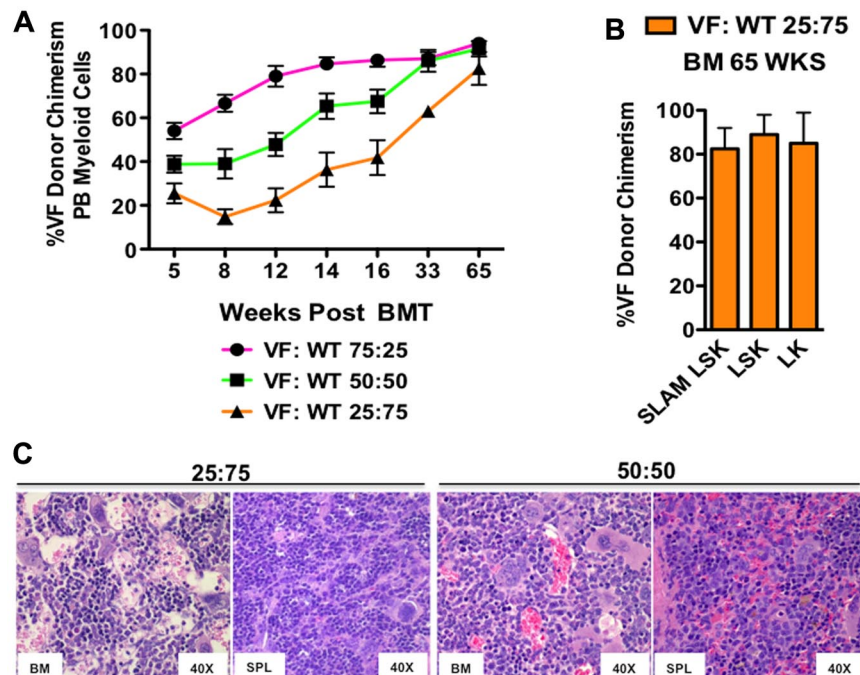 A
%VF Donor Chimerism
PB Myeloid Cells
100
80
60
40
20
0
5 8 12 14 16 33 65
Weeks Post BMT
VF: WT 75:25
VF: WT 50:50
VF: WT 25:75
B
VF: WT 25:75
BM 65 WKS
%VF Donor Chimerism
100
80
60
40
20
0
SLAM LSK
LSK
LK
C
25:75
50:50
BM 40X SPL 40X BM 40X SPL 40X